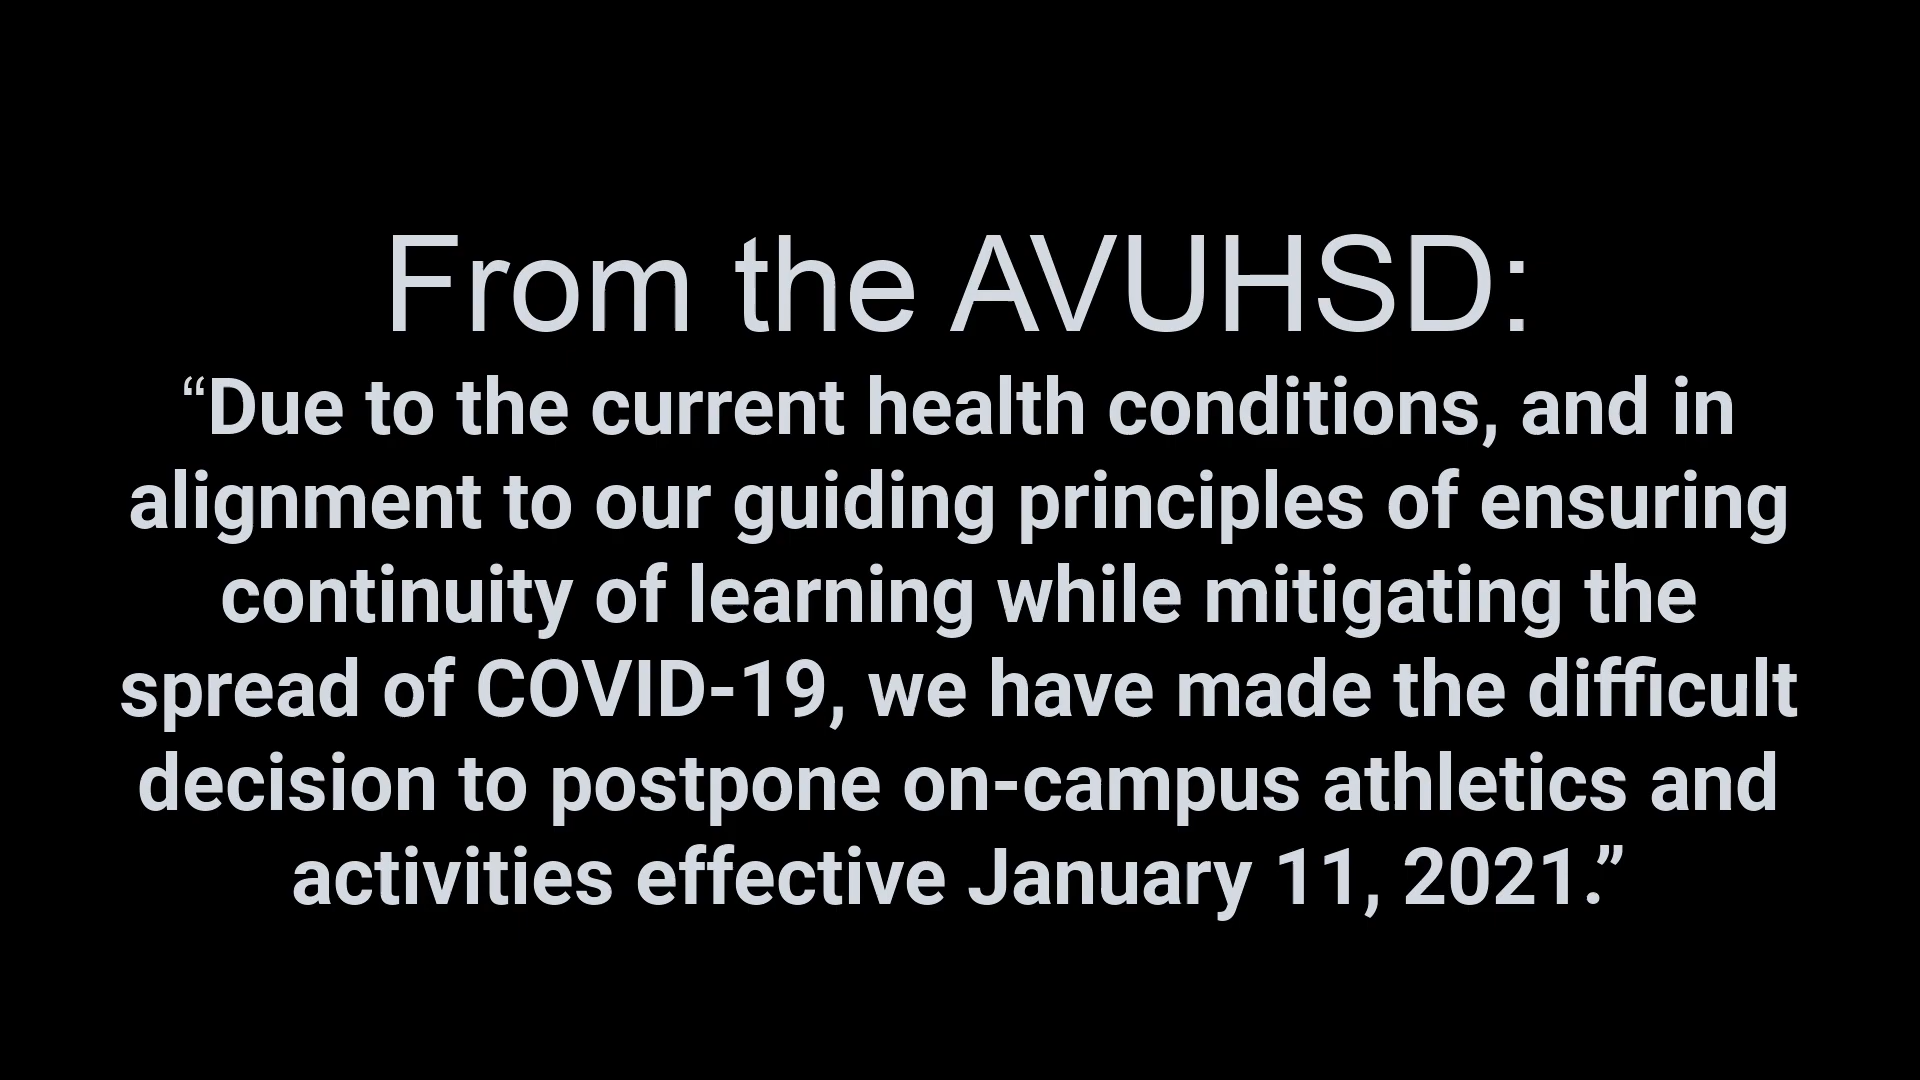 From the AVUHSD:
“Due to the current health conditions, and in
alignment to our guiding principles of ensuring
continuity of learning while mitigating the
spread of COVID-19, we have made the difficult
decision to postpone on-campus athletics and
activities effective January 11, 2021.”